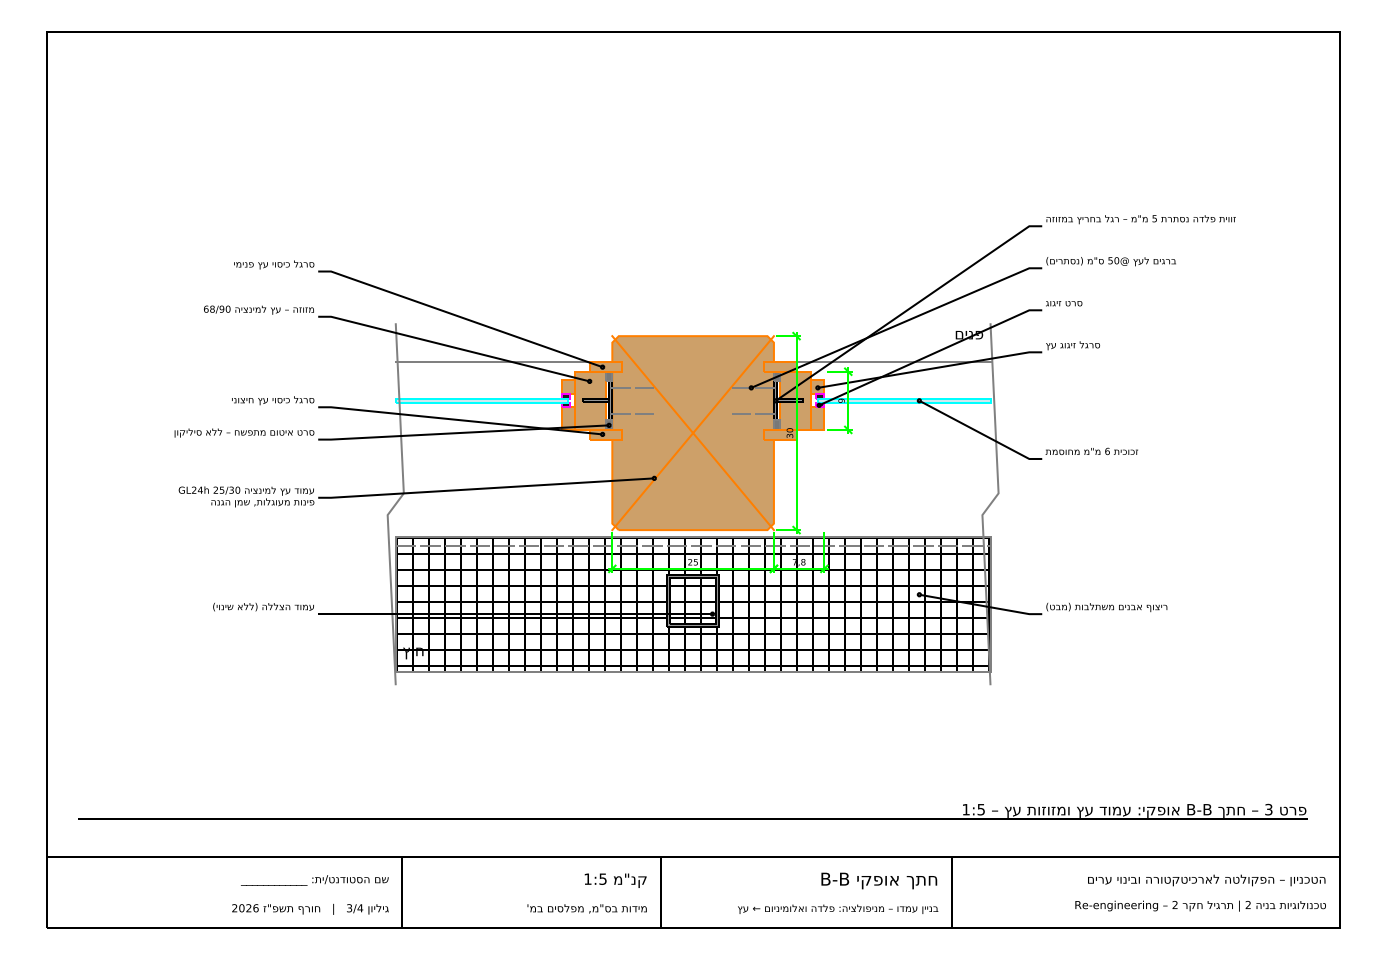 זווית פלדה נסתרת 5 מ"מ – רגל בחריץ במזוזה
ברגים לעץ @50 ס"מ (נסתרים)
סרט זיגוג
סרגל זיגוג עץ
זכוכית 6 מ"מ מחוסמת
ריצוף אבנים משתלבות (מבט)
פנים
סרגל כיסוי עץ פנימי
מזוזה – עץ למינציה 68/90
סרגל כיסוי עץ חיצוני
סרט איטום מתפשח – ללא סיליקון
עמוד עץ למינציה GL24h 25/30
פינות מעוגלות, שמן הגנה
עמוד הצללה (ללא שינוי)
חוץ
30
9
25
7,8
פרט 3 – חתך B-B אופקי: עמוד עץ ומזוזות עץ – 1:5
הטכניון – הפקולטה לארכיטקטורה ובינוי ערים
טכנולוגיות בניה 2 | תרגיל חקר 2 – Re-engineering
חתך אופקי B-B
בניין עמדו – מניפולציה: פלדה ואלומיניום ← עץ
קנ"מ 1:5
מידות בס"מ, מפלסים במ'
שם הסטודנט/ית: ____________
גיליון 3/4 | חורף תשפ"ז 2026